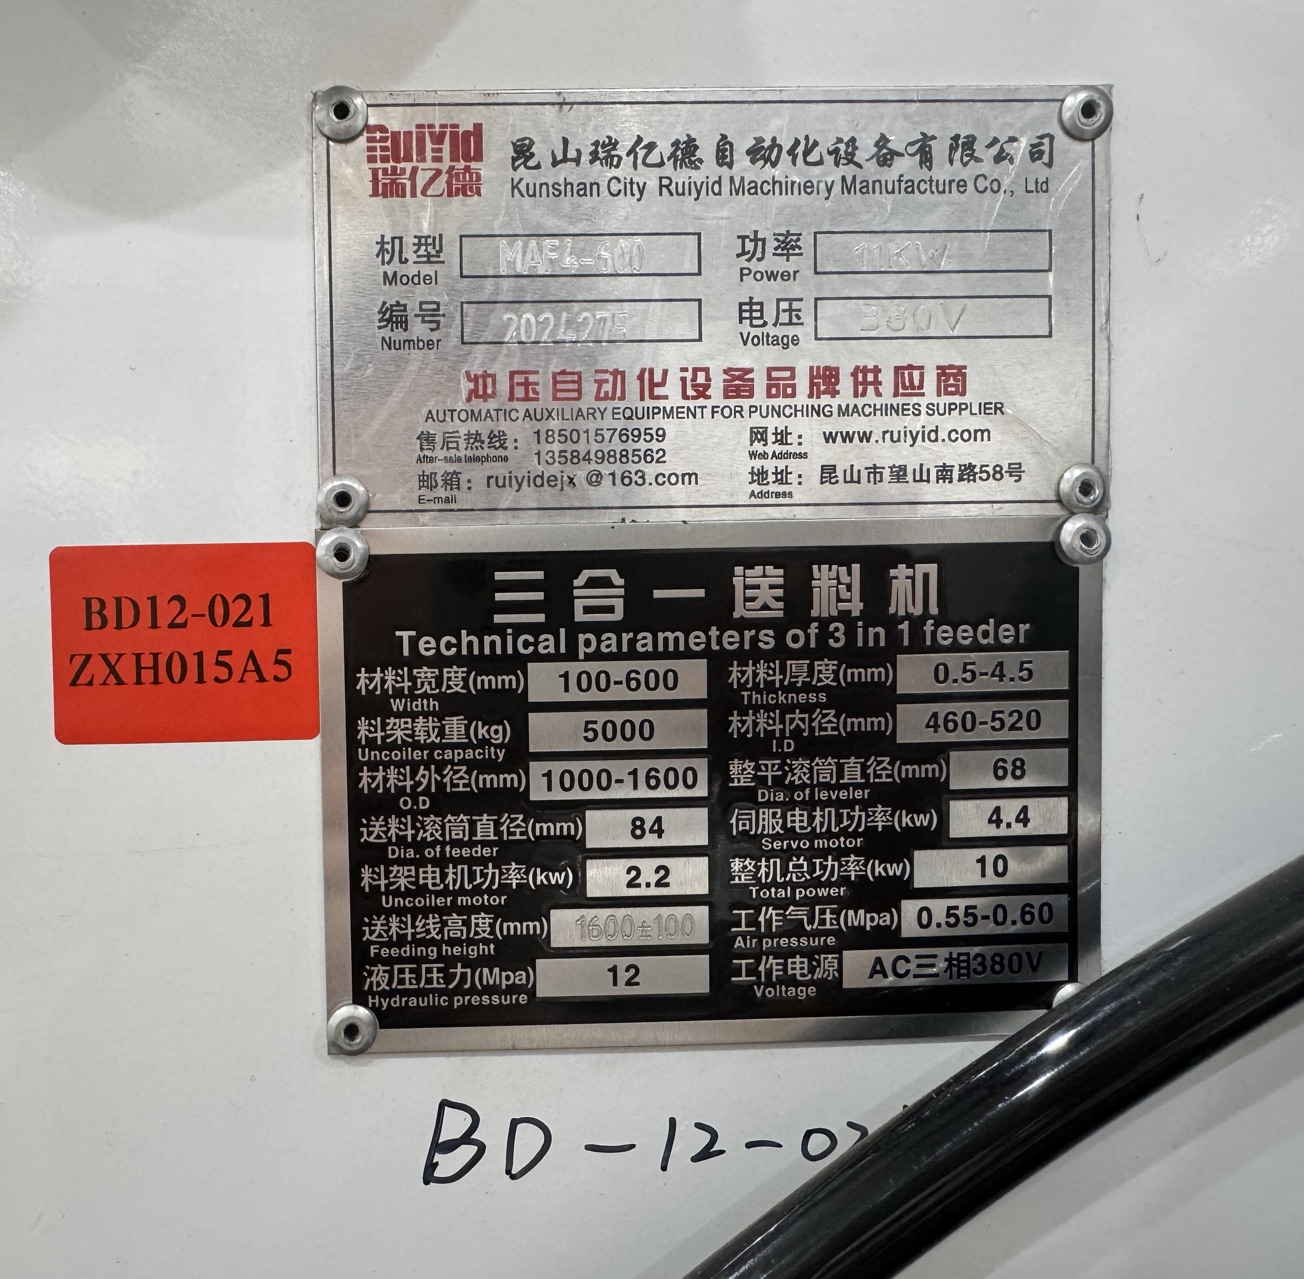 RuiYid
瑞亿德
昆山瑞亿德自动化设备有限公司
Kunshan City Ruiyid Machinery Manufacture Co., Ltd
机型 MAF4-600 功率 11KW
Model Power
编号 电压 380V
Number Voltage
冲压自动化设备品牌供应商
AUTOMATIC AUXILIARY EQUIPMENT FOR PUNCHING MACHINES SUPPLIER
售后热线: 18501576959 网址: www.ruiyid.com
After-sale telephone 13584988562 Web Address
邮箱: ruiyidejx@163.com 地址: 昆山市望山南路58号
E-mail Address
BD12-021
ZXH015A5
三合一送料机
Technical parameters of 3 in 1 feeder
材料宽度(mm) 100-600 材料厚度(mm) 0.5-4.5
Width Thickness
料架载重(kg) 5000 材料内径(mm) 460-520
Uncoiler capacity I.D
材料外径(mm) 1000-1600 整平滚筒直径(mm) 68
O.D Dia. of leveler
送料滚筒直径(mm) 84 伺服电机功率(kw) 4.4
Dia. of feeder Servo motor
料架电机功率(kw) 2.2 整机总功率(kw) 10
Uncoiler motor Total power
送料线高度(mm) 1600±100 工作气压(Mpa) 0.55-0.60
Feeding height Air pressure
液压压力(Mpa) 12 工作电源 AC三相380V
Hydraulic pressure Voltage
BD-12-02